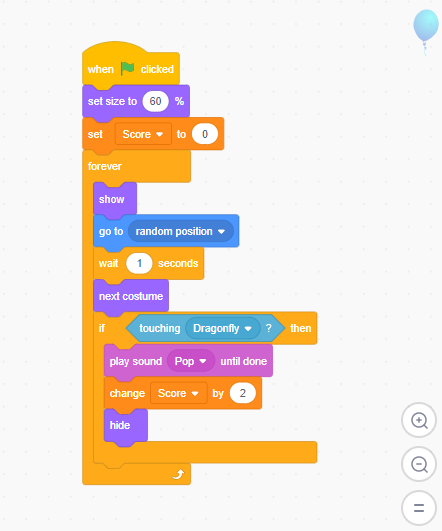 when clicked
set size to 60 %
set Score to 0
forever
show
go to random position
wait 1 seconds
next costume
if touching Dragonfly ? then
play sound Pop until done
change Score by 2
hide